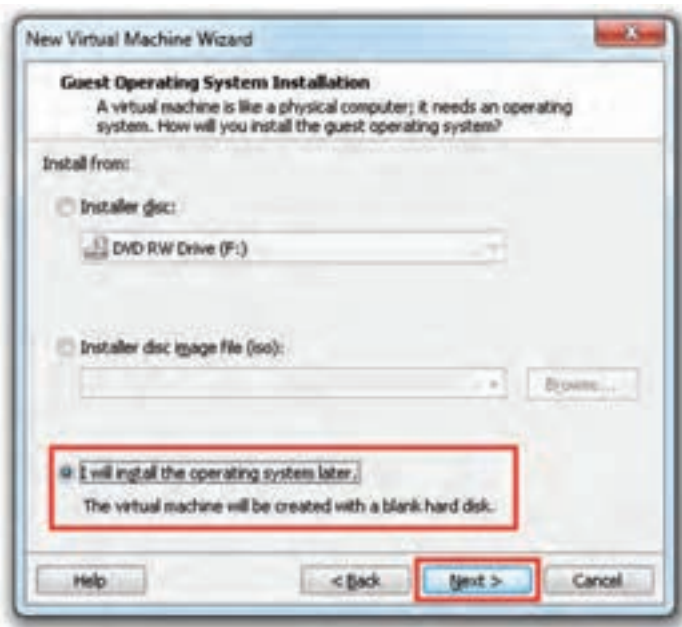 New Virtual Machine Wizard
Guest Operating System Installation
A virtual machine is like a physical computer; it needs an operating
system. How will you install the guest operating system?
Install from:
Installer disc:
DVD RW Drive (F:)
Installer disc image file (iso):
Browse...
I will install the operating system later.
The virtual machine will be created with a blank hard disk.
Help
< Back
Next >
Cancel